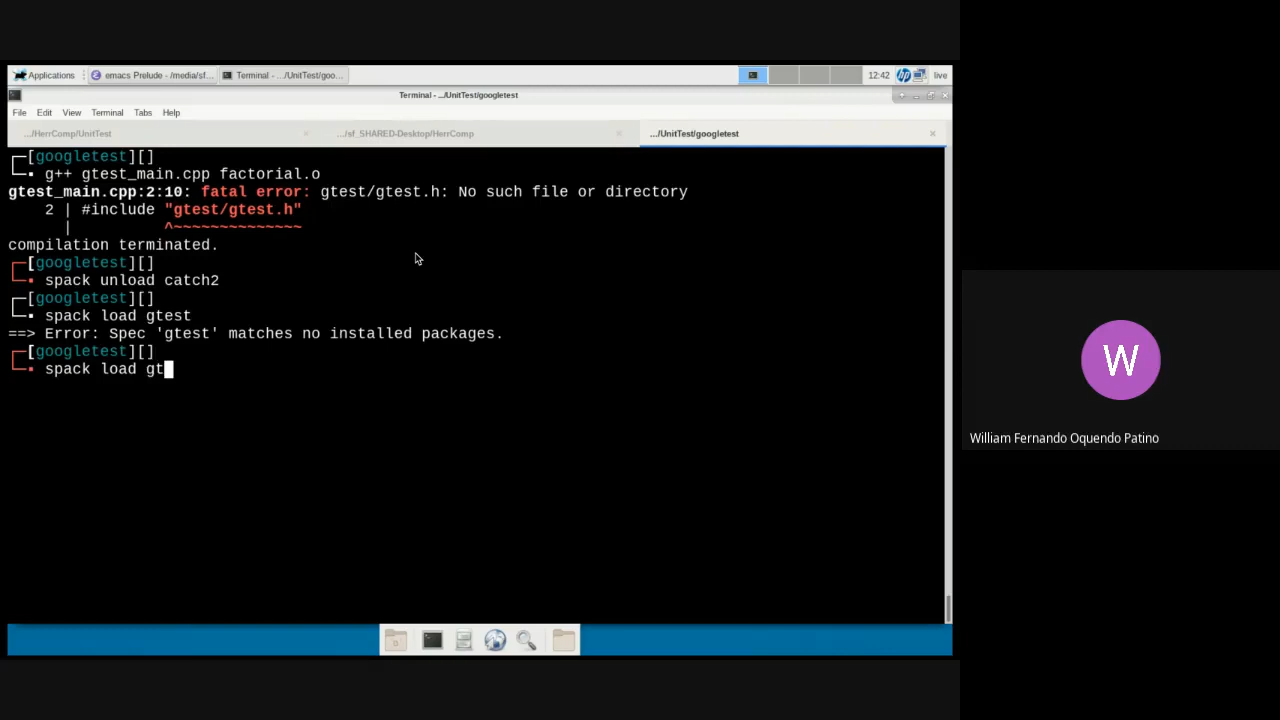 Applications
emacs Prelude - /media/sf...
Terminal - .../UnitTest/goo...
12:42
hp
live
Terminal - .../UnitTest/googletest
File Edit View Terminal Tabs Help
.../HerrComp/UnitTest
.../sf_SHARED-Desktop/HerrComp
.../UnitTest/googletest
[googletest][]
g++ gtest_main.cpp factorial.o
gtest_main.cpp:2:10: fatal error: gtest/gtest.h: No such file or directory
2 | #include "gtest/gtest.h"
| ^~~~~~~~~~~~~~~
compilation terminated.
[googletest][]
spack unload catch2
[googletest][]
spack load gtest
==> Error: Spec 'gtest' matches no installed packages.
[googletest][]
spack load gt
W
William Fernando Oquendo Patino